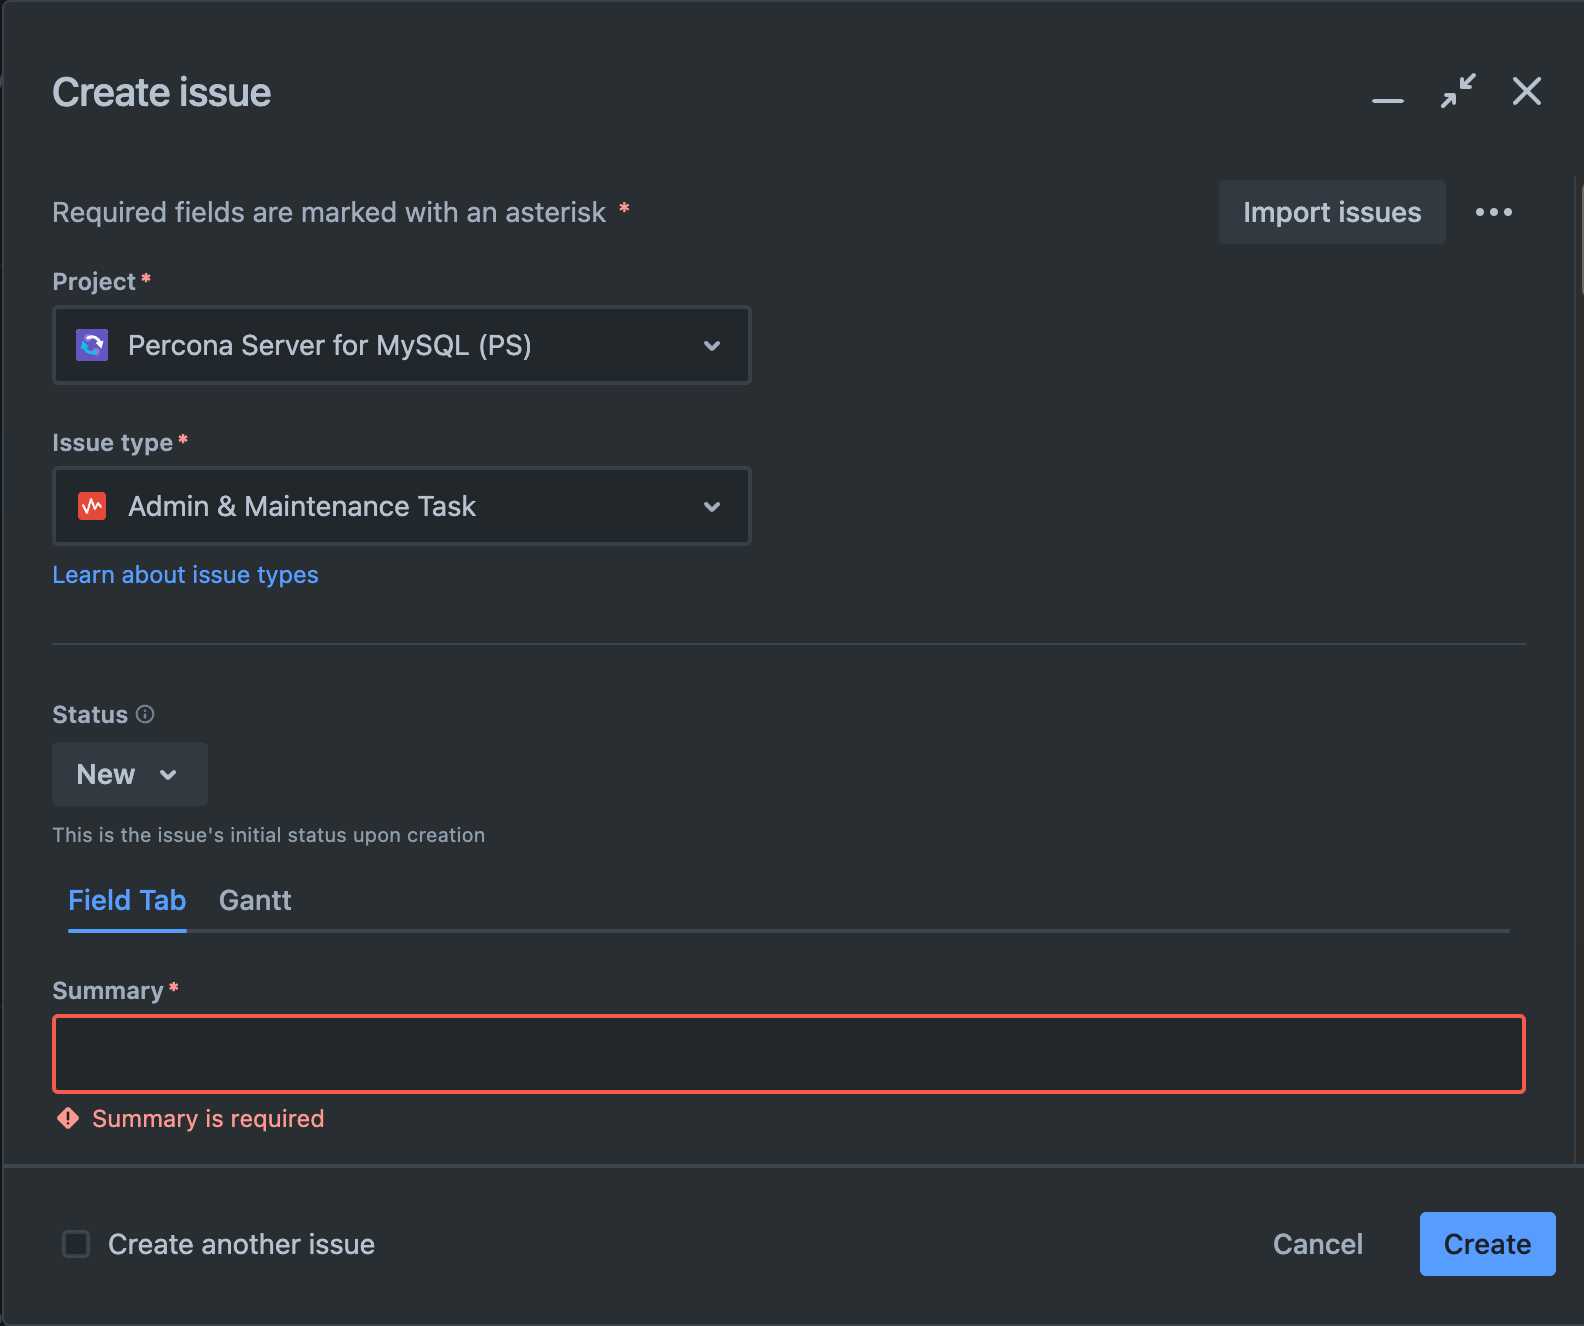 Create issue
Required fields are marked with an asterisk *
Import issues
Project *
Percona Server for MySQL (PS)
Issue type *
Admin & Maintenance Task
Learn about issue types
Status
New
This is the issue's initial status upon creation
Field Tab
Gantt
Summary *
Summary is required
Create another issue
Cancel
Create